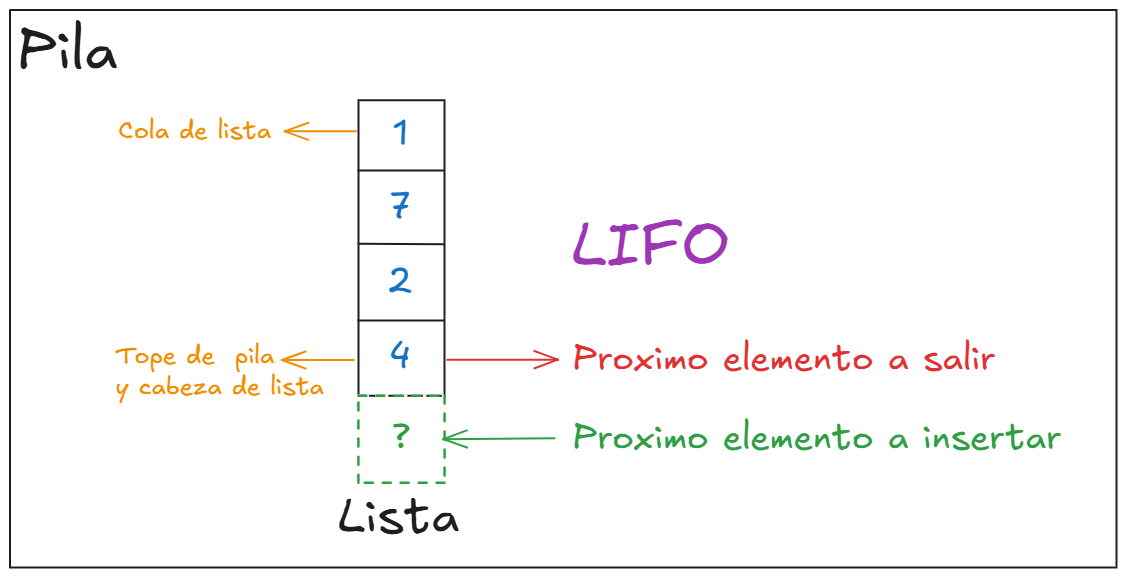 Pila
Cola de lista
1
7
LIFO
2
Tope de pila
y cabeza de lista
4
Proximo elemento a salir
?
Proximo elemento a insertar
Lista